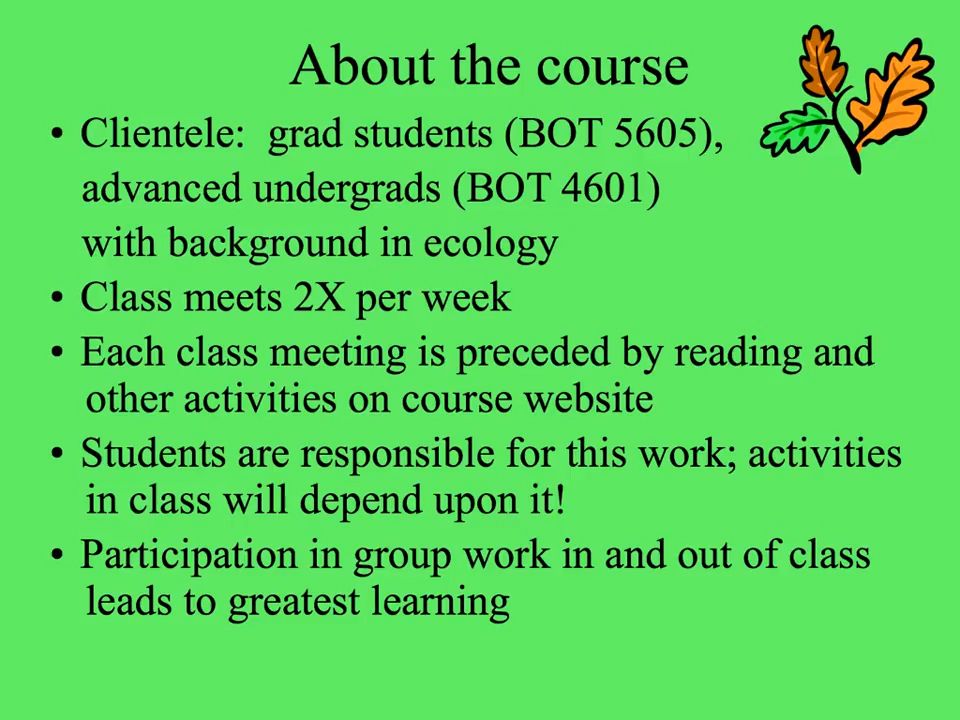 About the course
• Clientele:  grad students (BOT 5605),
advanced undergrads (BOT 4601)
with background in ecology
• Class meets 2X per week
• Each class meeting is preceded by reading and
other activities on course website
• Students are responsible for this work; activities
in class will depend upon it!
• Participation in group work in and out of class
leads to greatest learning